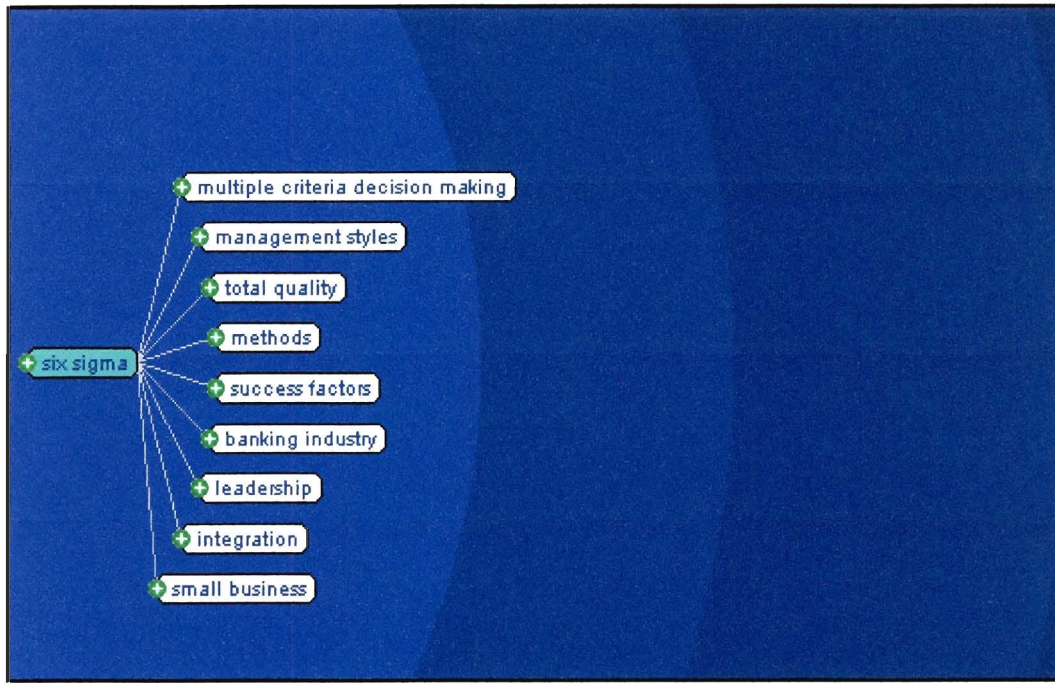 multiple criteria decision making
management styles
total quality
methods
six sigma
success factors
banking industry
leadership
integration
small business